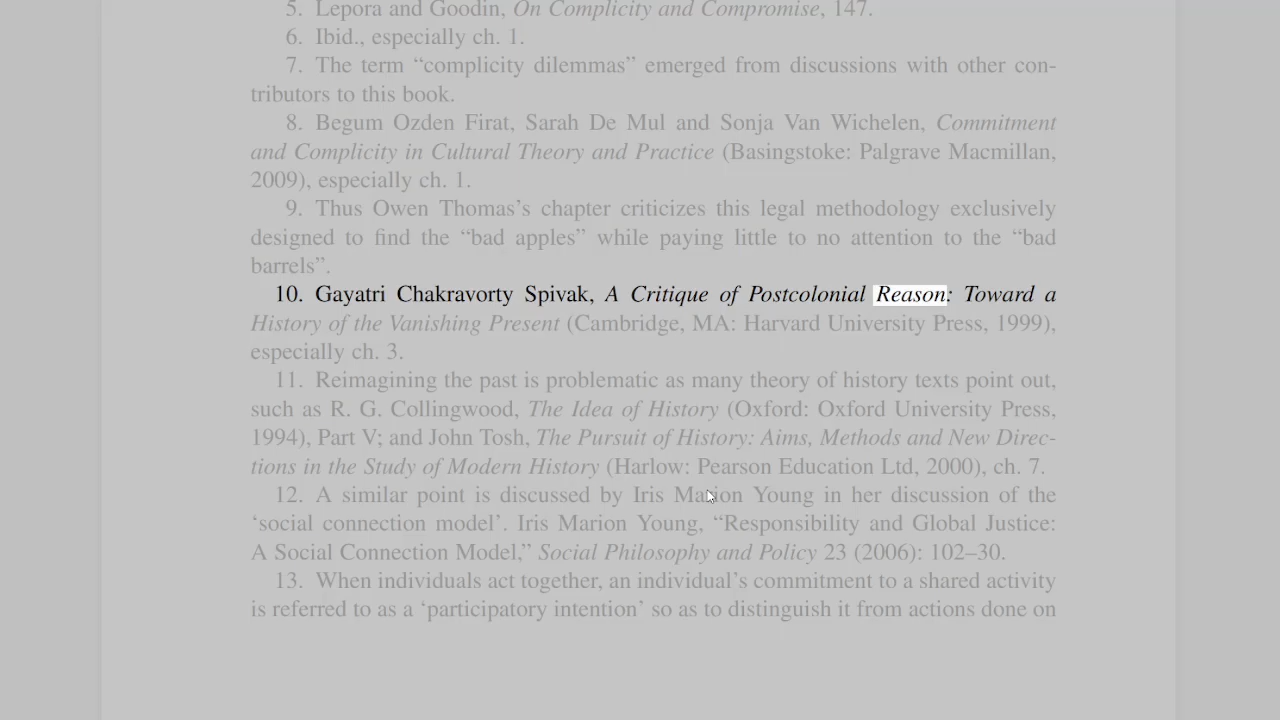 5. Lepora and Goodin, On Complicity and Compromise, 147.
6. Ibid., especially ch. 1.
7. The term “complicity dilemmas” emerged from discussions with other con-
tributors to this book.
8. Begum Ozden Firat, Sarah De Mul and Sonja Van Wichelen, Commitment
and Complicity in Cultural Theory and Practice (Basingstoke: Palgrave Macmillan,
2009), especially ch. 1.
9. Thus Owen Thomas’s chapter criticizes this legal methodology exclusively
designed to find the “bad apples” while paying little to no attention to the “bad
barrels”.
10. Gayatri Chakravorty Spivak, A Critique of Postcolonial Reason: Toward a
History of the Vanishing Present (Cambridge, MA: Harvard University Press, 1999),
especially ch. 3.
11. Reimagining the past is problematic as many theory of history texts point out,
such as R. G. Collingwood, The Idea of History (Oxford: Oxford University Press,
1994), Part V; and John Tosh, The Pursuit of History: Aims, Methods and New Direc-
tions in the Study of Modern History (Harlow: Pearson Education Ltd, 2000), ch. 7.
12. A similar point is discussed by Iris Marion Young in her discussion of the
‘social connection model’. Iris Marion Young, “Responsibility and Global Justice:
A Social Connection Model,” Social Philosophy and Policy 23 (2006): 102–30.
13. When individuals act together, an individual’s commitment to a shared activity
is referred to as a ‘participatory intention’ so as to distinguish it from actions done on